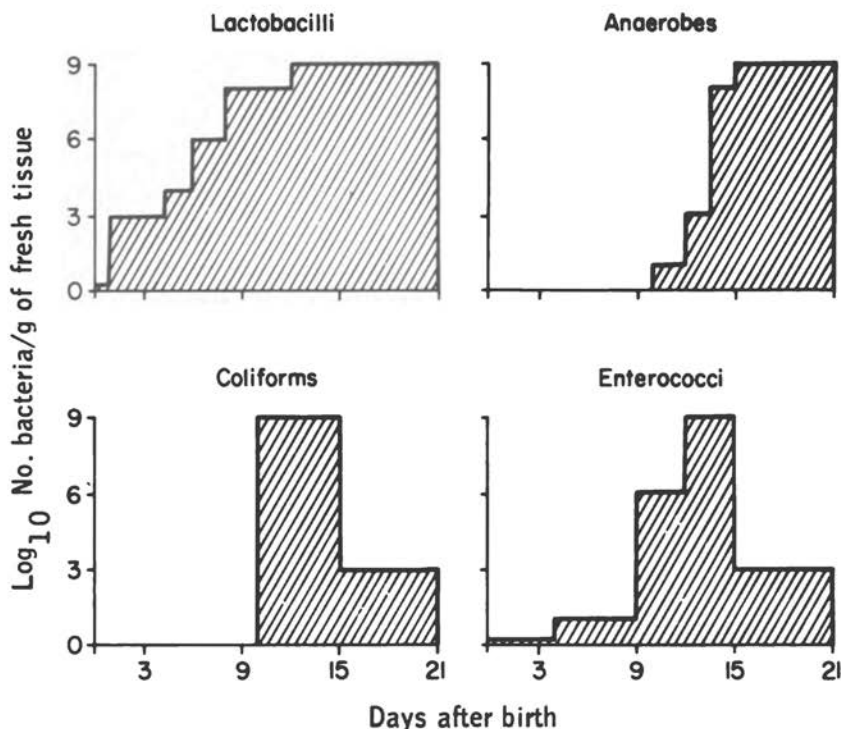 Lactobacilli
Anaerobes
9
6
3
0
Coliforms
Enterococci
9
6
3
0
3
9
15
21
3
9
15
21
Log10 No. bacteria/g of fresh tissue
Days after birth